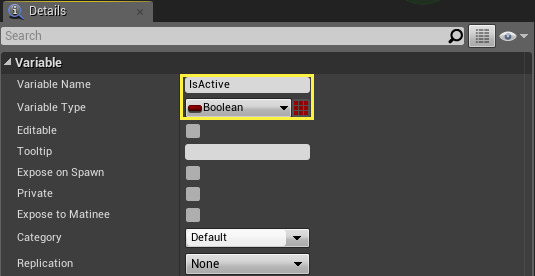 Details
Search
Variable
Variable Name IsActive
Variable Type Boolean
Editable
Tooltip
Expose on Spawn
Private
Expose to Matinee
Category Default
Replication None